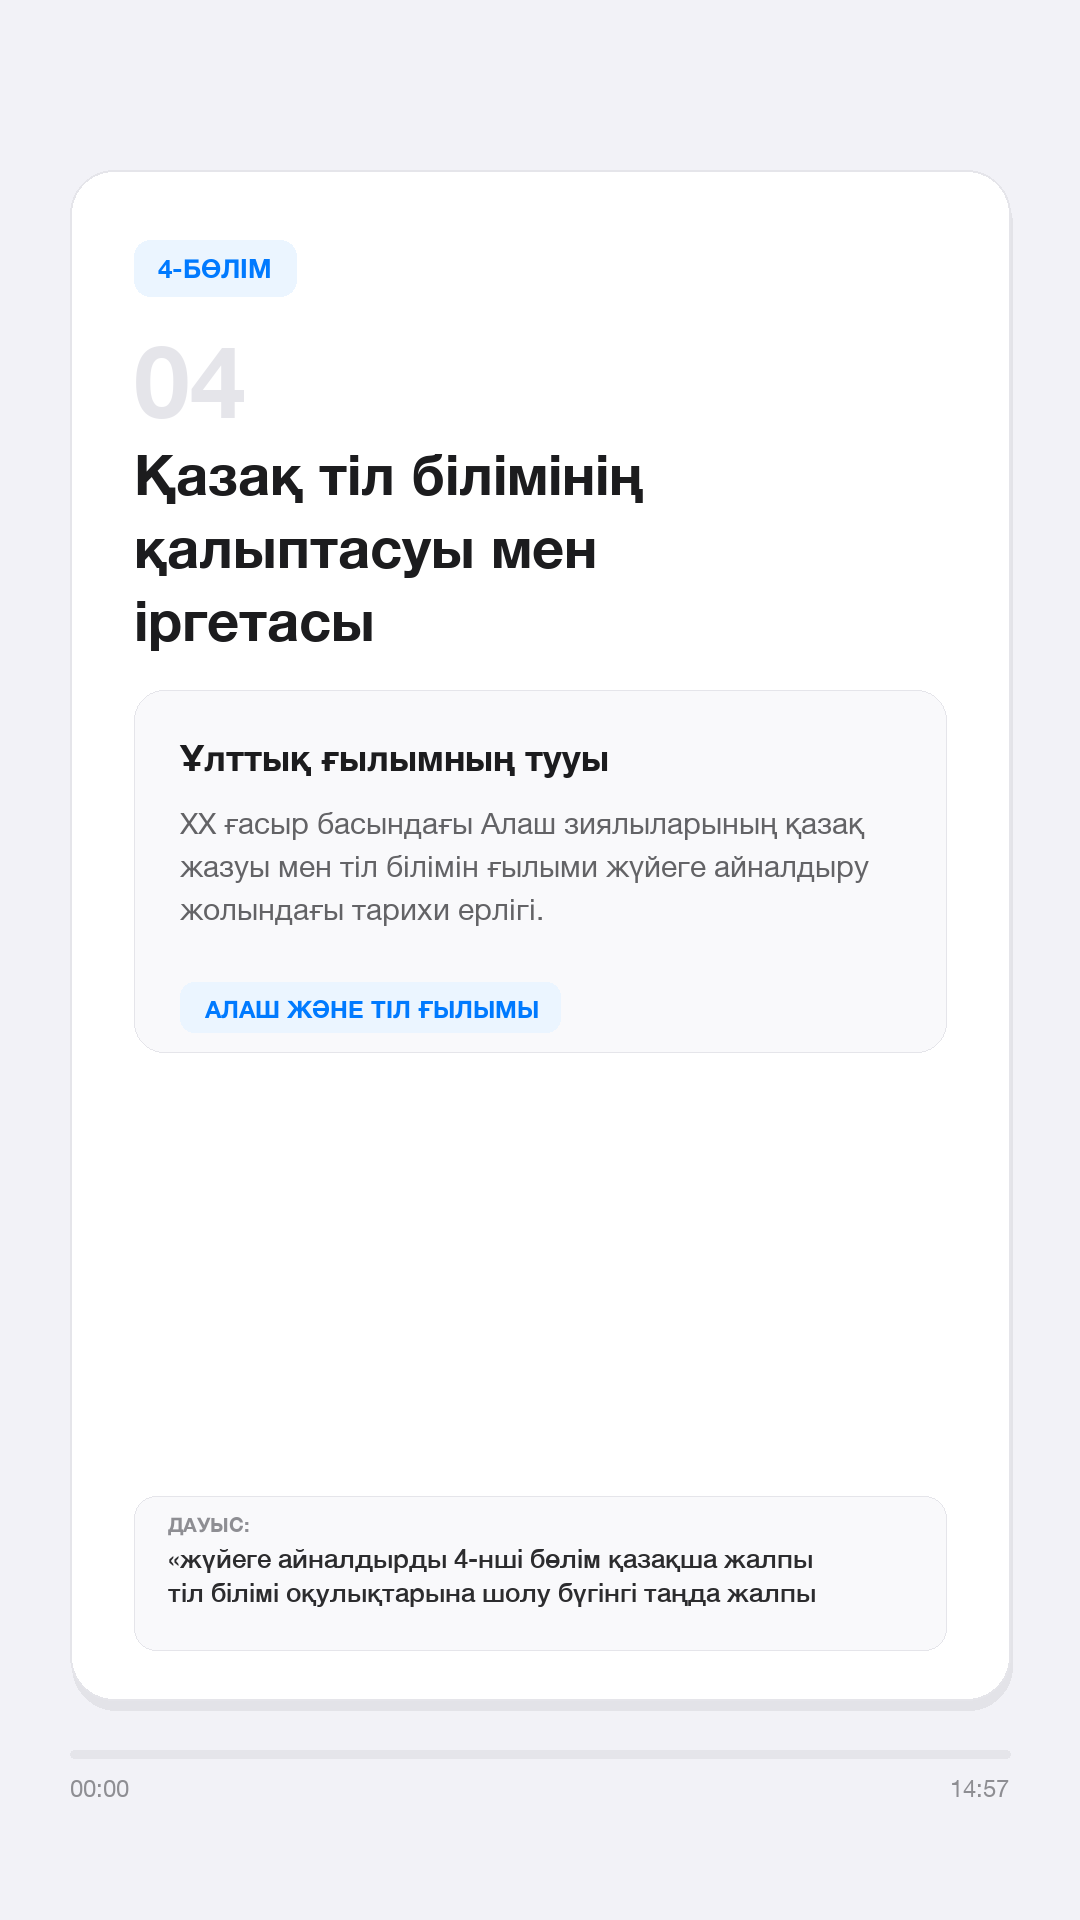 4-БӨЛІМ
04
Қазақ тіл білімінің
қалыптасуы мен
іргетасы
Ұлттық ғылымның тууы
XX ғасыр басындағы Алаш зиялыларының қазақ
жазуы мен тіл білімін ғылыми жүйеге айналдыру
жолындағы тарихи ерлігі.
АЛАШ ЖӘНЕ ТІЛ ҒЫЛЫМЫ
ДАУЫС:
«жүйеге айналдырды 4-нші бөлім қазақша жалпы
тіл білімі оқулықтарына шолу бүгінгі таңда жалпы
00:00
14:57